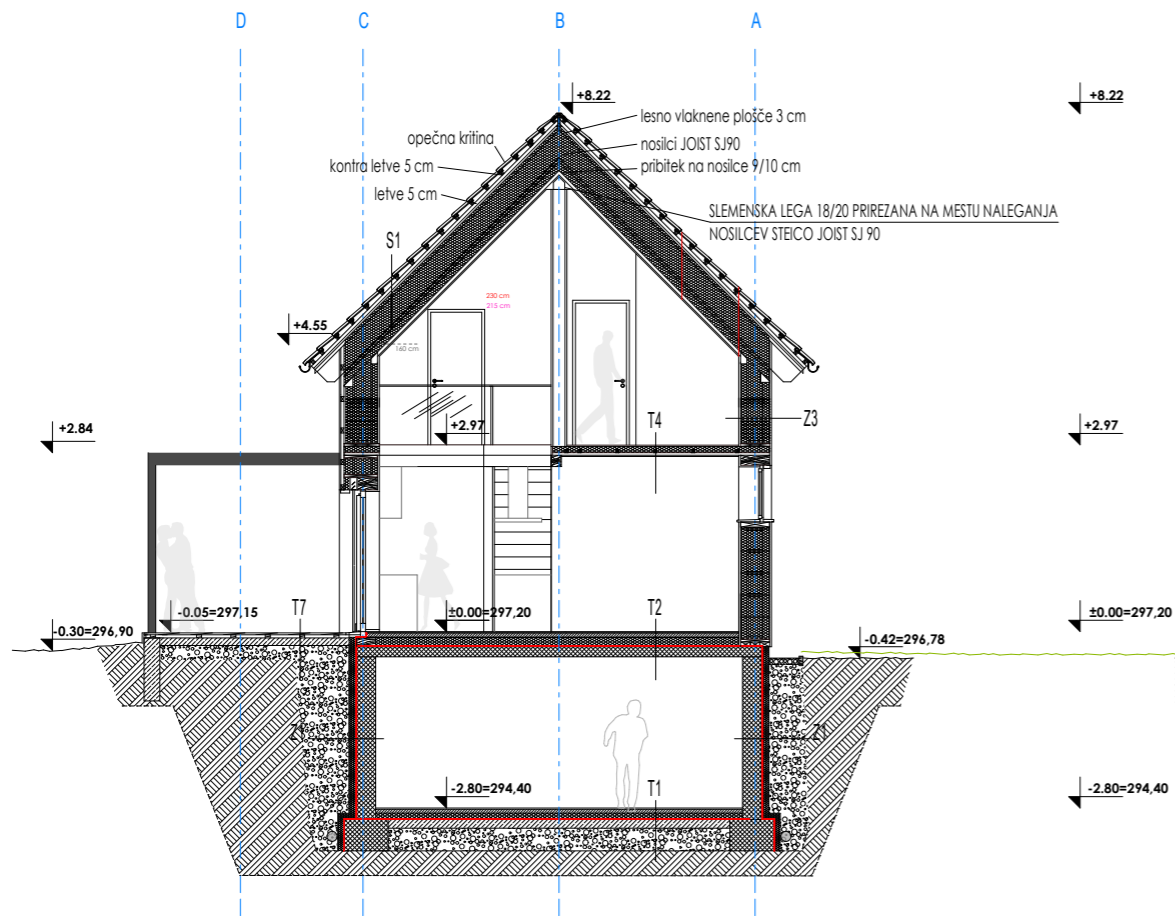 D
C
B
A
+8.22
+8.22
lesno vlaknene plošče 3 cm
opečna kritina
nosilci JOIST SJ90
kontra letve 5 cm
pribitek na nosilce 9/10 cm
letve 5 cm
SLEMENSKA LEGA 18/20 PRIREZANA NA MESTU NALEGANJA
NOSILCEV STEICO JOIST SJ 90
S1
230 cm
215 cm
+4.55
160 cm
+2.84
+2.97
T4
Z3
+2.97
-0.05=297,15
T7
±0.00=297,20
T2
±0.00=297,20
-0.30=296,90
-0.42=296,78
Z1
Z1
-2.80=294,40
T1
-2.80=294,40